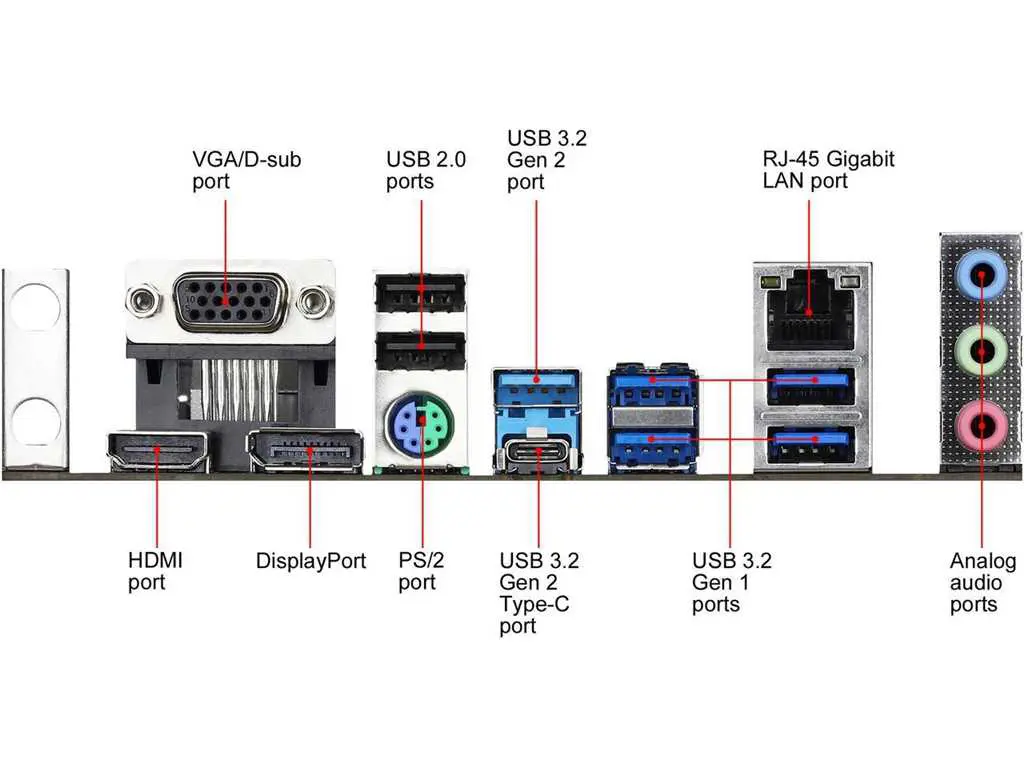 VGA/D-sub
port
USB 2.0
ports
USB 3.2
Gen 2
port
RJ-45 Gigabit
LAN port
HDMI
port
DisplayPort
PS/2
port
USB 3.2
Gen 2
Type-C
port
USB 3.2
Gen 1
ports
Analog
audio
ports